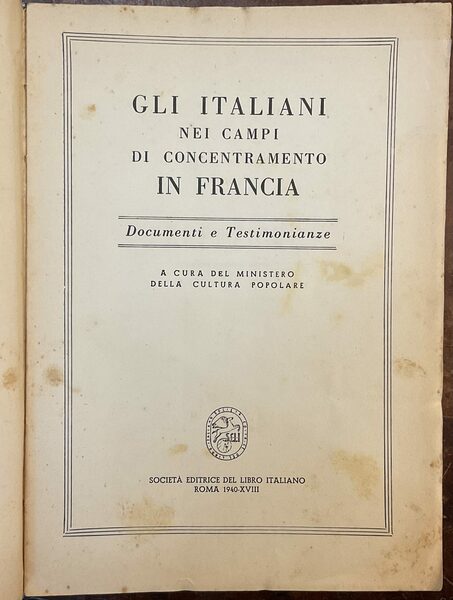 GLI ITALIANI
NEI CAMPI
DI CONCENTRAMENTO
IN FRANCIA
Documenti e Testimonianze
A CURA DEL MINISTERO
DELLA CULTURA POPOLARE
SOCIETÀ EDITRICE DEL LIBRO ITALIANO
ROMA 1940-XVIII